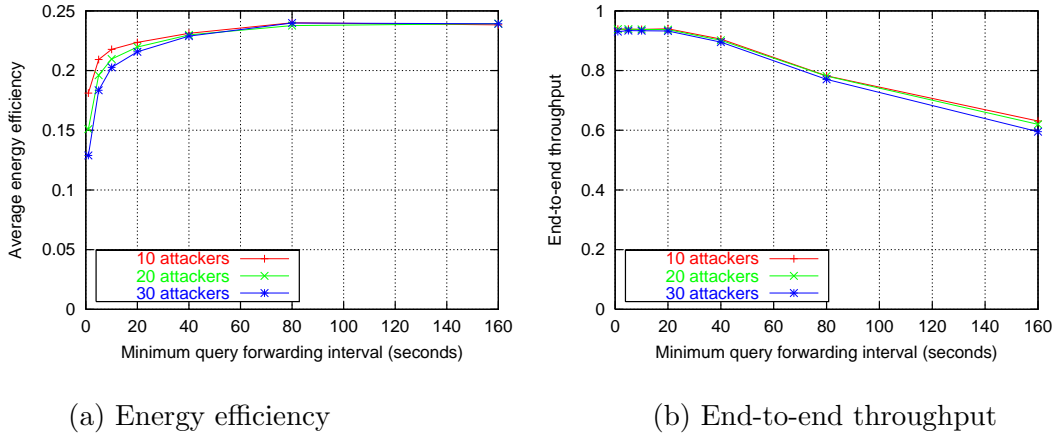 0.25
0.2
0.15
0.1
0.05
0
Average energy efficiency
10 attackers
20 attackers
30 attackers
0 20 40 60 80 100 120 140 160
Minimum query forwarding interval (seconds)
(a) Energy efficiency
1
0.8
0.6
0.4
0.2
0
End-to-end throughput
10 attackers
20 attackers
30 attackers
0 20 40 60 80 100 120 140 160
Minimum query forwarding interval (seconds)
(b) End-to-end throughput